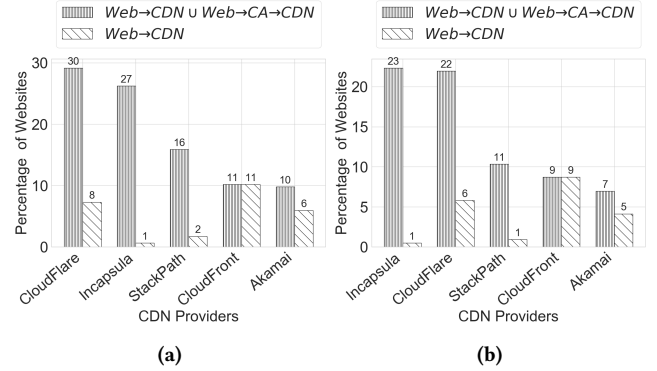 Web→CDN ∪ Web→CA→CDN
Web→CDN
Percentage of Websites
30
20
10
0
30
8
27
1
16
2
11
11
10
6
CloudFlare
Incapsula
StackPath
CloudFront
Akamai
CDN Providers
(a)
Web→CDN ∪ Web→CA→CDN
Web→CDN
Percentage of Websites
20
15
10
5
0
23
1
22
6
11
1
9
9
7
5
Incapsula
CloudFlare
StackPath
CloudFront
Akamai
CDN Providers
(b)